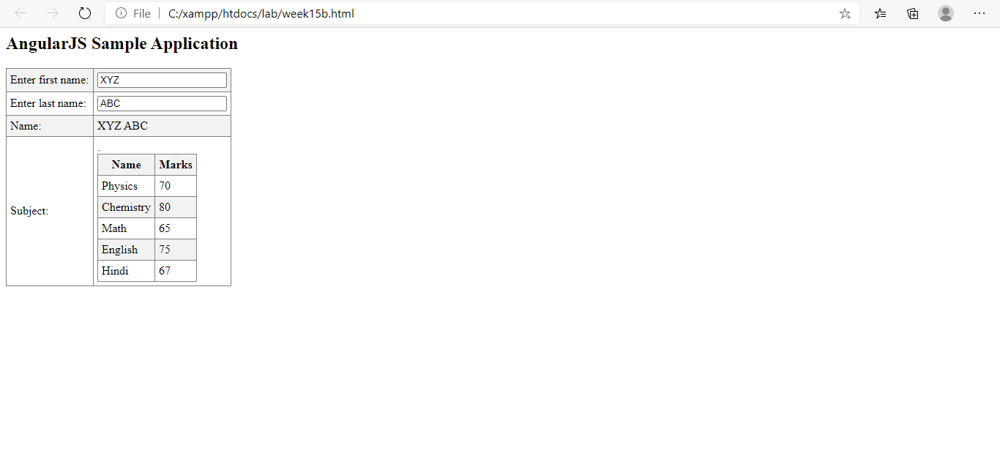 File C:/xampp/htdocs/lab/week15b.html
AngularJS Sample Application
Enter first name: XYZ
Enter last name: ABC
Name: XYZ ABC
.
Name Marks
Physics 70
Chemistry 80
Subject:
Math 65
English 75
Hindi 67